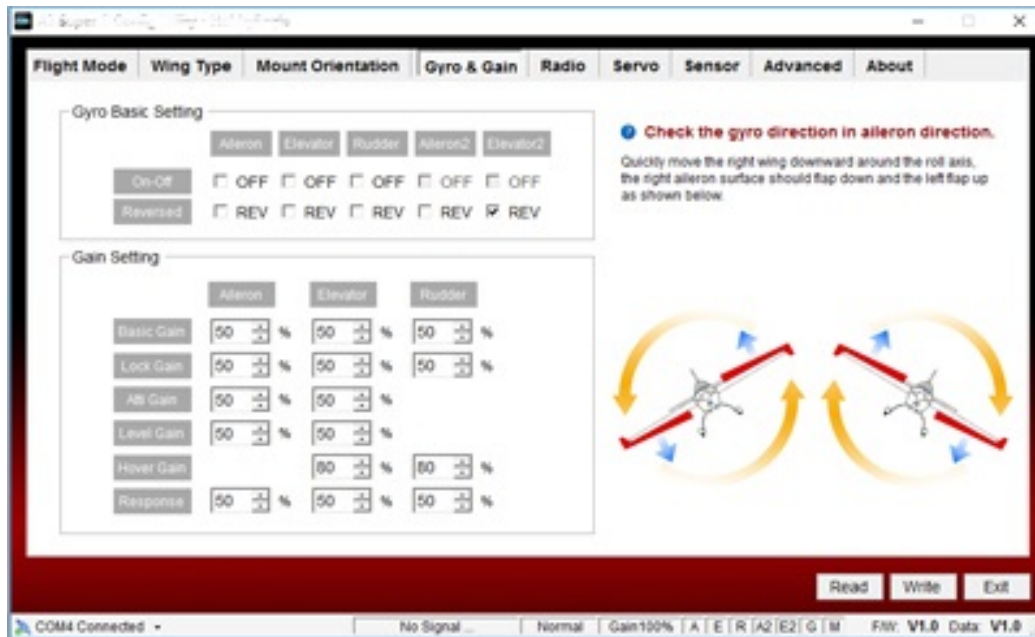 Flight Mode Wing Type Mount Orientation Gyro & Gain Radio Servo Sensor Advanced About
Gyro Basic Setting
Aileron Elevator Rudder Aileron2 Elevator2
On-Off OFF OFF OFF OFF OFF
Reversed REV REV REV REV REV
Gain Setting
Aileron Elevator Rudder
Basic Gain 50 % 50 % 50 %
Lock Gain 50 % 50 % 50 %
Atti Gain 50 % 50 %
Level Gain 50 % 50 %
Hover Gain 80 % 80 %
Response 50 % 50 % 50 %
Check the gyro direction in aileron direction.
Quickly move the right wing downward around the roll axis,
the right aileron surface should flap down and the left flap up
as shown below.
Read Write Exit
COM4 Connected No Signal ... Normal Gain100% A E R A2 E2 G M F/W: V1.0 Data: V1.0